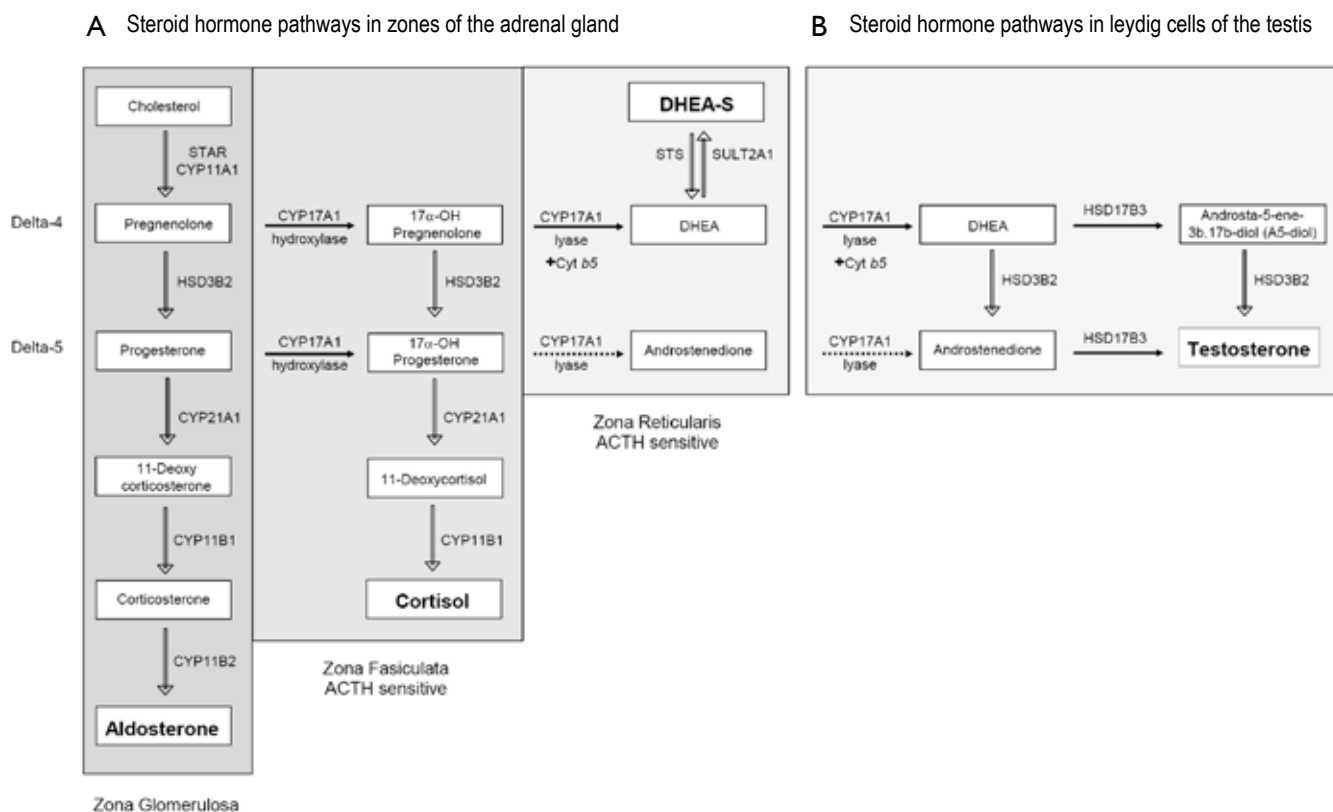 A Steroid hormone pathways in zones of the adrenal gland
Cholesterol
STAR
CYP11A1
Delta-4
Pregnenolone
HSD3B2
Delta-5
Progesterone
CYP21A1
11-Deoxy
corticosterone
CYP11B1
Corticosterone
CYP11B2
Aldosterone
Zona Glomerulosa
CYP17A1
hydroxylase
17α-OH
Pregnenolone
HSD3B2
CYP17A1
hydroxylase
17α-OH
Progesterone
CYP21A1
11-Deoxycortisol
CYP11B1
Cortisol
Zona Fasiculata
ACTH sensitive
DHEA-S
STS
SULT2A1
CYP17A1
lyase
+Cyt b5
DHEA
CYP17A1
lyase
Androstenedione
Zona Reticularis
ACTH sensitive
B Steroid hormone pathways in leydig cells of the testis
CYP17A1
lyase
+Cyt b5
DHEA
HSD17B3
Androsta-5-ene-
3b,17b-diol (A5-diol)
HSD3B2
HSD3B2
CYP17A1
lyase
Androstenedione
HSD17B3
Testosterone